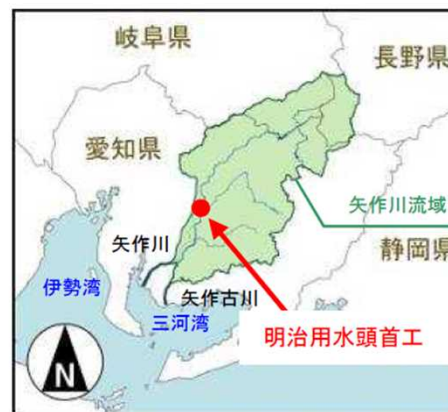 岐阜県
長野県
愛知県
矢作川流域
矢作川
静岡県
伊勢湾
矢作古川
三河湾
明治用水頭首工
N